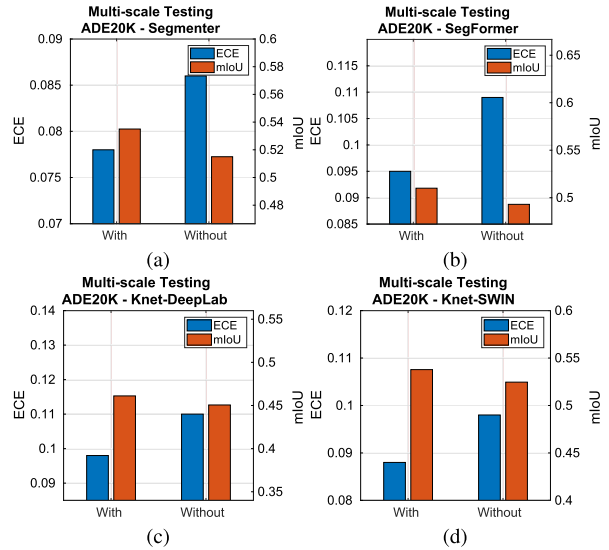 Multi-scale Testing
ADE20K - Segmenter
0.09
0.085
0.08
0.075
0.07
ECE
0.6
0.58
0.56
0.54
0.52
0.5
0.48
mIoU
ECE
mIoU
With
Without
(a)
Multi-scale Testing
ADE20K - SegFormer
0.115
0.11
0.105
0.1
0.095
0.09
0.085
ECE
0.65
0.6
0.55
0.5
mIoU
ECE
mIoU
With
Without
(b)
Multi-scale Testing
ADE20K - Knet-DeepLab
0.14
0.13
0.12
0.11
0.1
0.09
ECE
0.55
0.5
0.45
0.4
0.35
mIoU
ECE
mIoU
With
Without
(c)
Multi-scale Testing
ADE20K - Knet-SWIN
0.12
0.11
0.1
0.09
0.08
ECE
0.6
0.55
0.5
0.45
0.4
mIoU
ECE
mIoU
With
Without
(d)